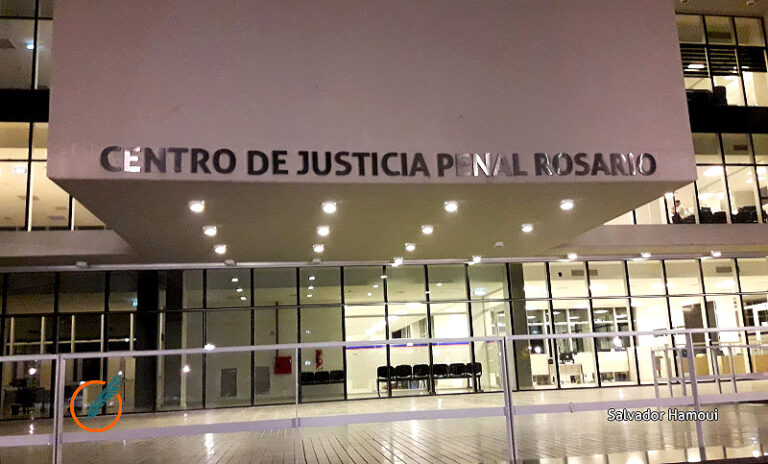 CENTRO DE JUSTICIA PENAL ROSARIO
Salvador Hamoui